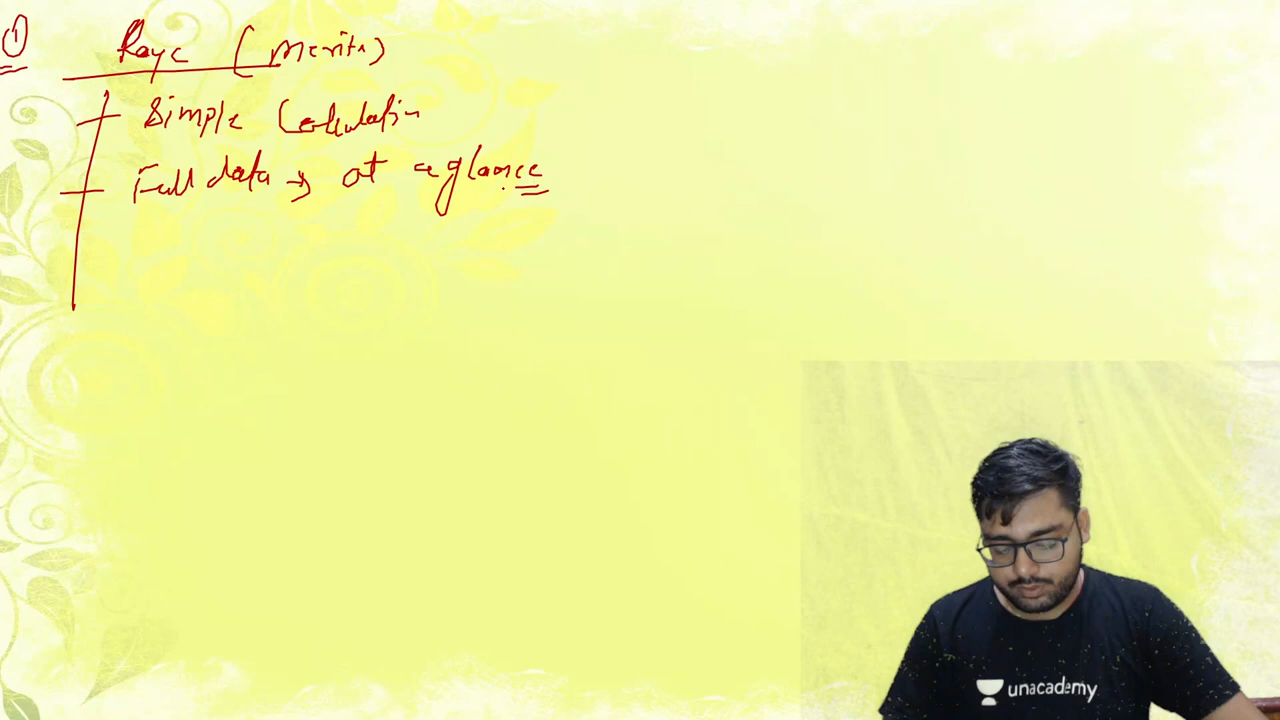 ① Range (Merits)
Simple Calculation
Full data → at a glance
unacademy